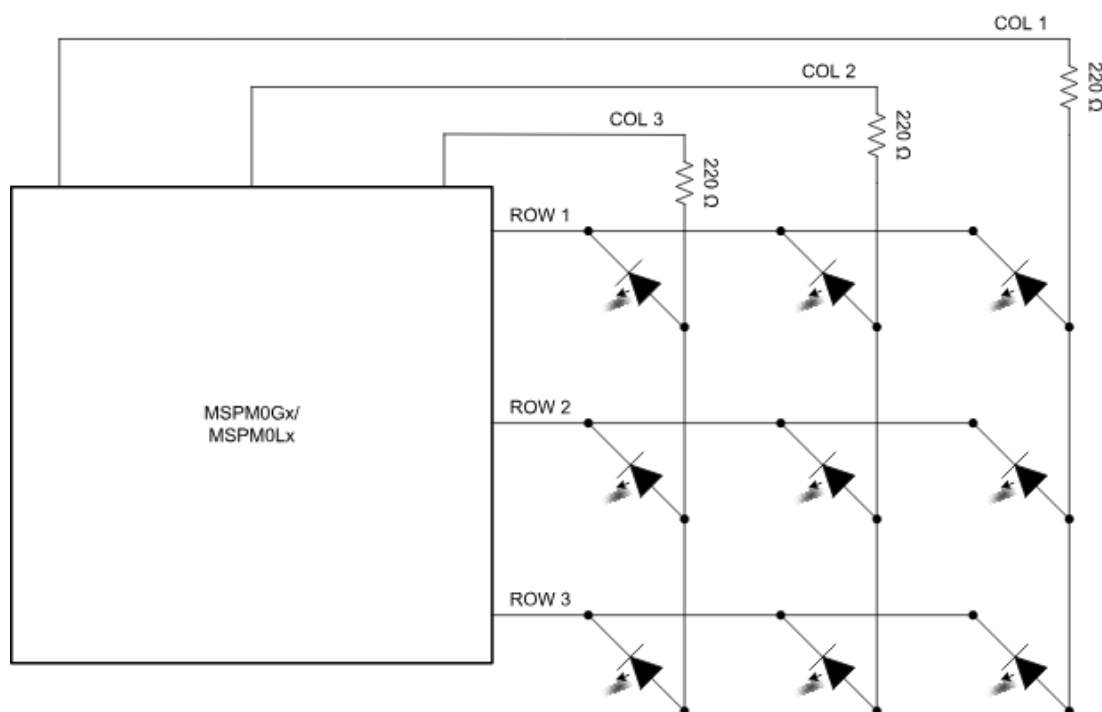 COL 1
220 Ω
COL 2
220 Ω
COL 3
220 Ω
ROW 1
MSPM0Gx/
MSPM0Lx
ROW 2
ROW 3